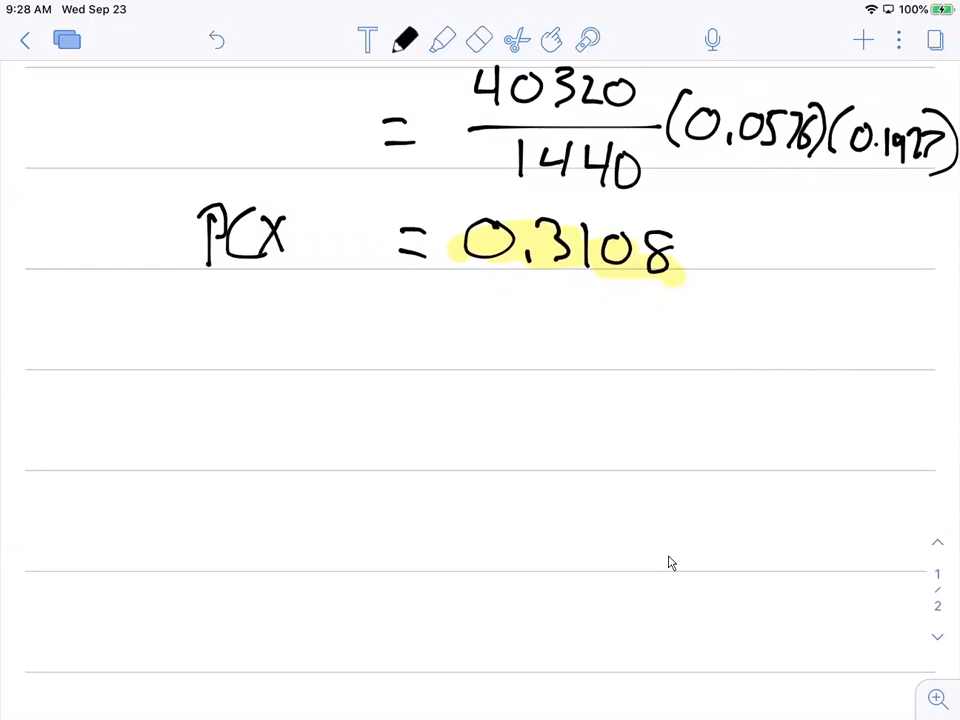 9:28 AM Wed Sep 23 100%
T
40320
= (0.0576)(0.1927)
1440
P(X = 0.3108
1
/
2